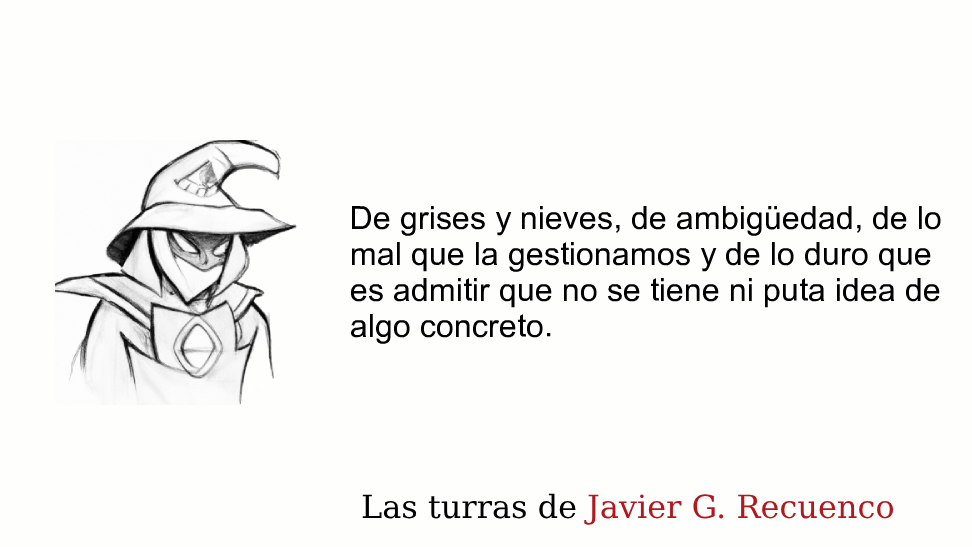 De grises y nieves, de ambigüedad, de lo
mal que la gestionamos y de lo duro que
es admitir que no se tiene ni puta idea de
algo concreto.
Las turras de Javier G. Recuenco